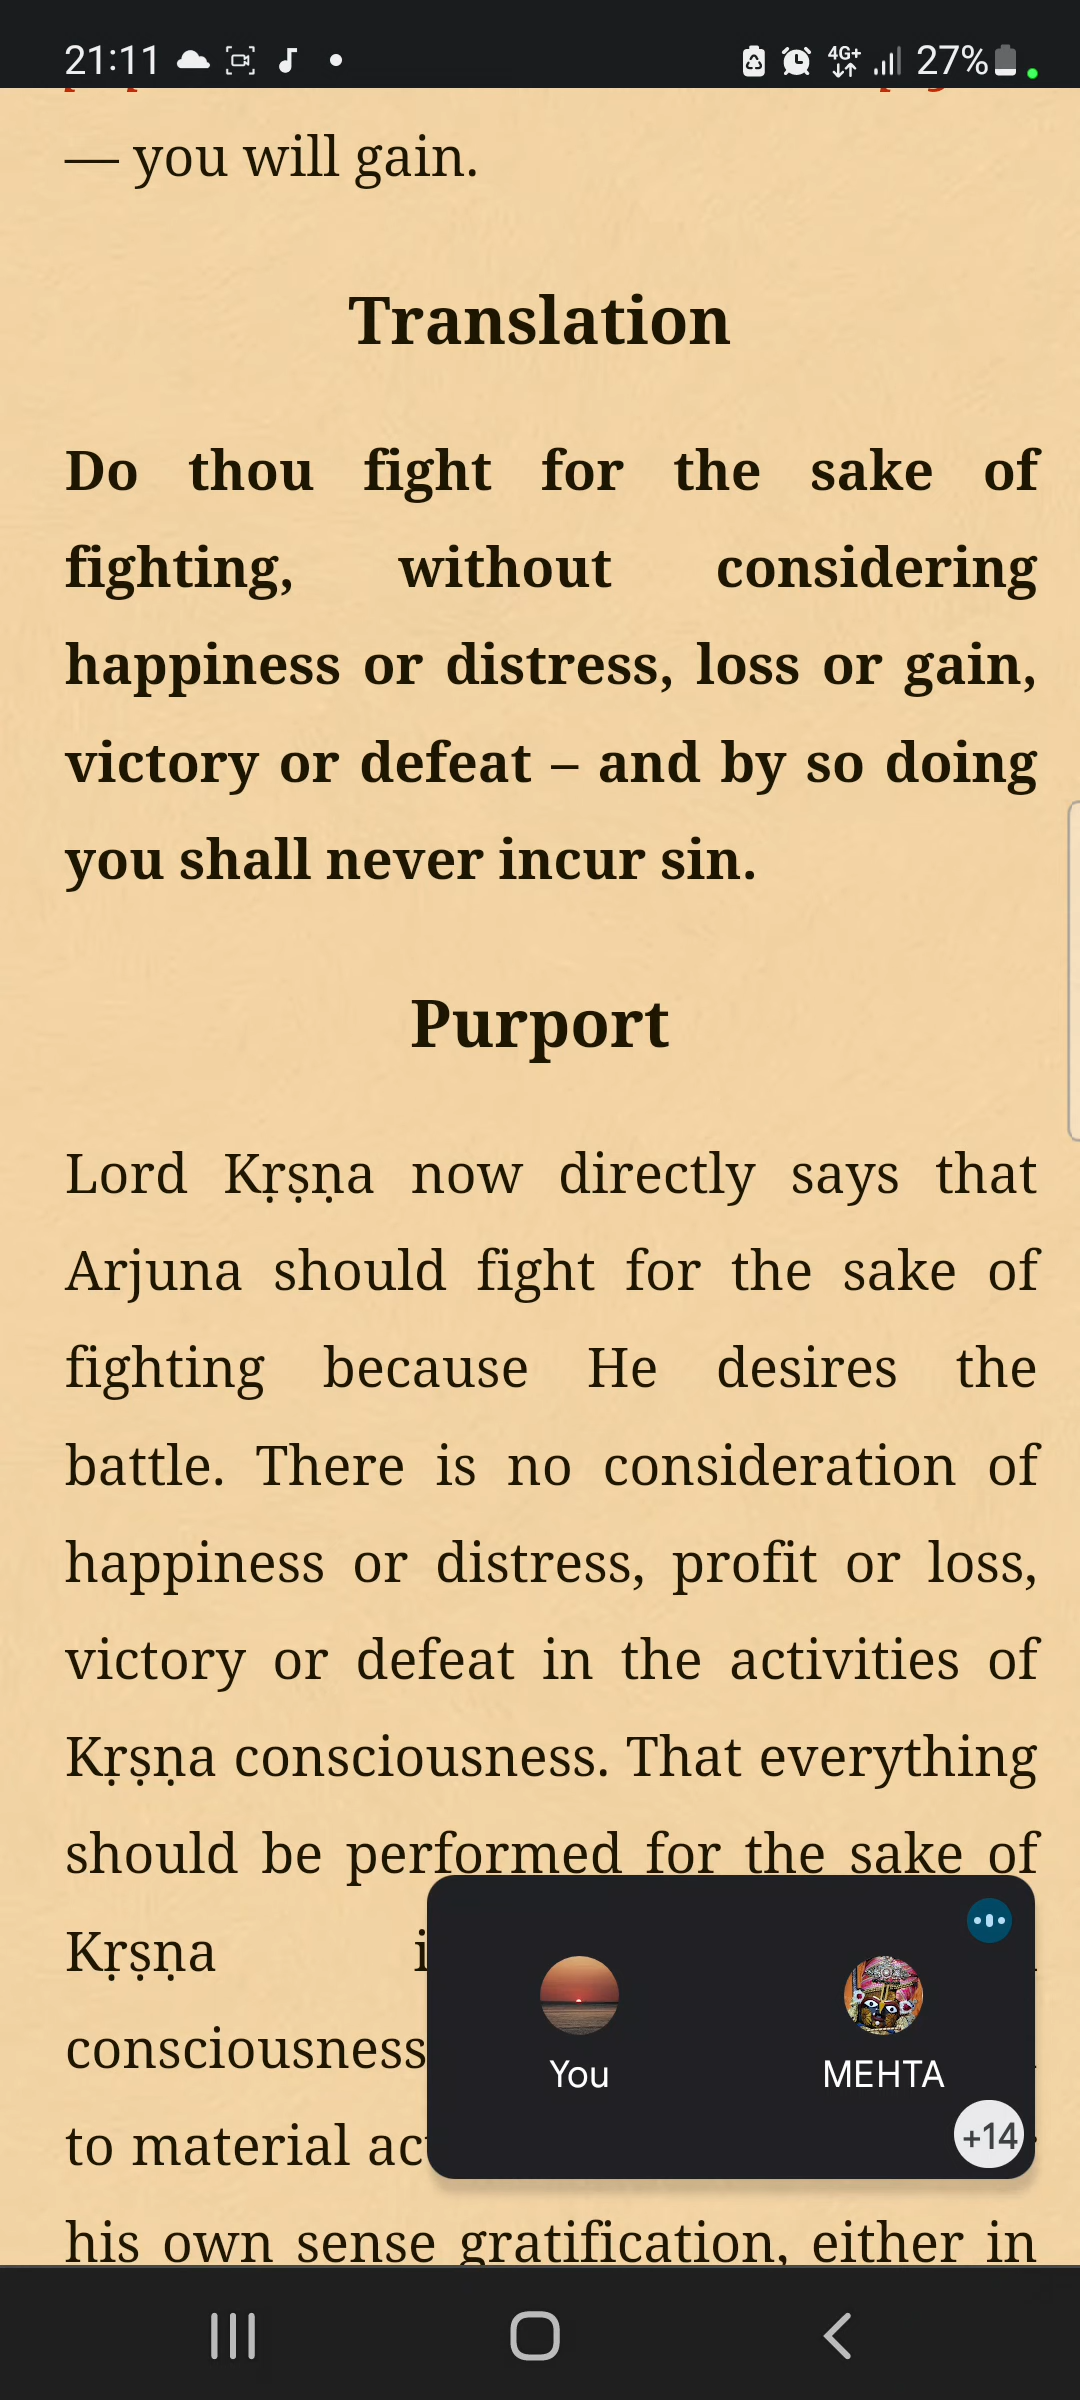 21:11
4G+
27%
— you will gain.
Translation
Do thou fight for the sake of
fighting, without considering
happiness or distress, loss or gain,
victory or defeat – and by so doing
you shall never incur sin.
Purport
Lord Kṛṣṇa now directly says that
Arjuna should fight for the sake of
fighting because He desires the
battle. There is no consideration of
happiness or distress, profit or loss,
victory or defeat in the activities of
Kṛṣṇa consciousness. That everything
should be performed for the sake of
Kṛṣṇa
consciousness
to material
his own sense gratification, either in
You
MEHTA
+14